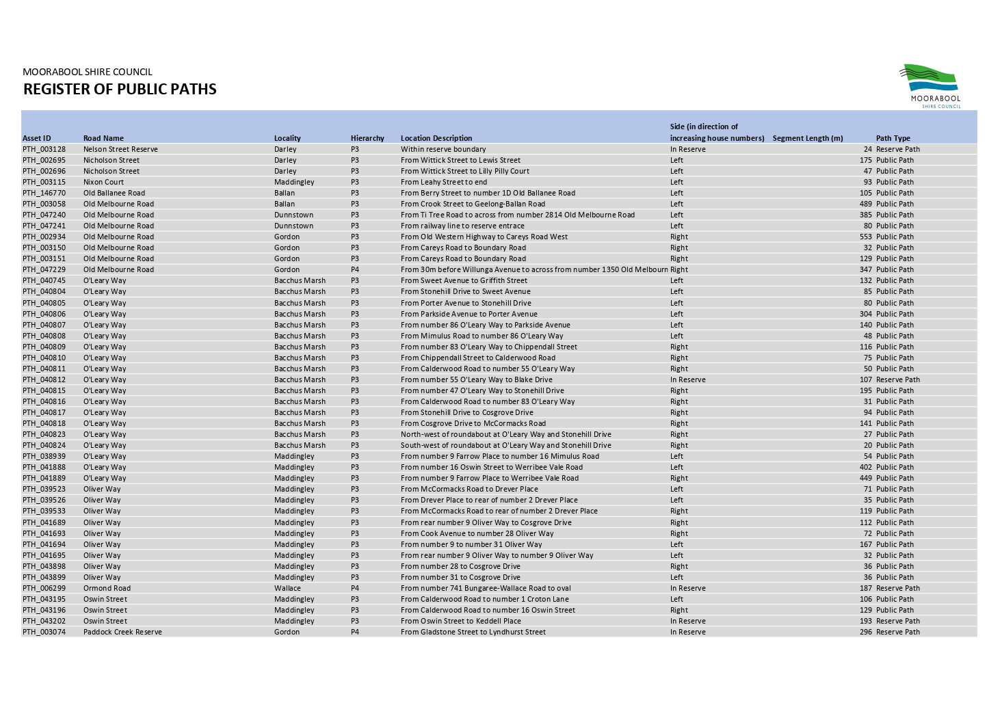 MOORABOOL SHIRE COUNCIL
REGISTER OF PUBLIC PATHS
MOORABOOL
SHIRE COUNCIL
Asset ID Road Name Locality Hierarchy Location Description Side (in direction of increasing house numbers) Segment Length (m) Path Type
PTH_003128 Nelson Street Reserve Darley P3 Within reserve boundary In Reserve 24 Reserve Path
PTH_002695 Nicholson Street Darley P3 From Wittick Street to Lewis Street Left 175 Public Path
PTH_002696 Nicholson Street Darley P3 From Wittick Street to Lilly Pilly Court Left 47 Public Path
PTH_003115 Nixon Court Maddingley P3 From Leahy Street to end Left 93 Public Path
PTH_146770 Old Ballanee Road Ballan P3 From Berry Street to number 1D Old Ballanee Road Left 105 Public Path
PTH_003058 Old Melbourne Road Ballan P3 From Crook Street to Geelong-Ballan Road Left 489 Public Path
PTH_047240 Old Melbourne Road Dunnstown P3 From Ti Tree Road to across from number 2814 Old Melbourne Road Left 385 Public Path
PTH_047241 Old Melbourne Road Dunnstown P3 From railway line to reserve entrace Left 80 Public Path
PTH_002934 Old Melbourne Road Gordon P3 From Old Western Highway to Careys Road West Right 553 Public Path
PTH_003150 Old Melbourne Road Gordon P3 From Careys Road to Boundary Road Right 32 Public Path
PTH_003151 Old Melbourne Road Gordon P3 From Careys Road to Boundary Road Right 129 Public Path
PTH_047229 Old Melbourne Road Gordon P4 From 30m before Willunga Avenue to across from number 1350 Old Melbourn Right 347 Public Path
PTH_040745 O'Leary Way Bacchus Marsh P3 From Sweet Avenue to Griffith Street Left 132 Public Path
PTH_040804 O'Leary Way Bacchus Marsh P3 From Stonehill Drive to Sweet Avenue Left 85 Public Path
PTH_040805 O'Leary Way Bacchus Marsh P3 From Porter Avenue to Stonehill Drive Left 80 Public Path
PTH_040806 O'Leary Way Bacchus Marsh P3 From Parkside Avenue to Porter Avenue Left 304 Public Path
PTH_040807 O'Leary Way Bacchus Marsh P3 From number 86 O'Leary Way to Parkside Avenue Left 140 Public Path
PTH_040808 O'Leary Way Bacchus Marsh P3 From Mimulus Road to number 86 O'Leary Way Left 48 Public Path
PTH_040809 O'Leary Way Bacchus Marsh P3 From number 83 O'Leary Way to Chippendall Street Right 116 Public Path
PTH_040810 O'Leary Way Bacchus Marsh P3 From Chippendall Street to Calderwood Road Right 75 Public Path
PTH_040811 O'Leary Way Bacchus Marsh P3 From Calderwood Road to number 55 O'Leary Way Right 50 Public Path
PTH_040812 O'Leary Way Bacchus Marsh P3 From number 55 O'Leary Way to Blake Drive In Reserve 107 Reserve Path
PTH_040815 O'Leary Way Bacchus Marsh P3 From number 47 O'Leary Way to Stonehill Drive Right 195 Public Path
PTH_040816 O'Leary Way Bacchus Marsh P3 From Calderwood Road to number 83 O'Leary Way Right 31 Public Path
PTH_040817 O'Leary Way Bacchus Marsh P3 From Stonehill Drive to Cosgrove Drive Right 94 Public Path
PTH_040818 O'Leary Way Bacchus Marsh P3 From Cosgrove Drive to McCormacks Road Right 141 Public Path
PTH_040823 O'Leary Way Bacchus Marsh P3 North-west of roundabout at O'Leary Way and Stonehill Drive Right 27 Public Path
PTH_040824 O'Leary Way Bacchus Marsh P3 South-west of roundabout at O'Leary Way and Stonehill Drive Right 20 Public Path
PTH_038939 O'Leary Way Maddingley P3 From number 9 Farrow Place to number 16 Mimulus Road Left 54 Public Path
PTH_041888 O'Leary Way Maddingley P3 From number 16 Oswin Street to Werribee Vale Road Left 402 Public Path
PTH_041889 O'Leary Way Maddingley P3 From number 9 Farrow Place to Werribee Vale Road Right 449 Public Path
PTH_039523 Oliver Way Maddingley P3 From McCormacks Road to Drever Place Left 71 Public Path
PTH_039526 Oliver Way Maddingley P3 From Drever Place to rear of number 2 Drever Place Left 35 Public Path
PTH_039533 Oliver Way Maddingley P3 From McCormacks Road to rear of number 2 Drever Place Right 119 Public Path
PTH_041689 Oliver Way Maddingley P3 From rear number 9 Oliver Way to Cosgrove Drive Right 112 Public Path
PTH_041693 Oliver Way Maddingley P3 From Cook Avenue to number 28 Oliver Way Right 72 Public Path
PTH_041694 Oliver Way Maddingley P3 From number 9 to number 31 Oliver Way Left 167 Public Path
PTH_041695 Oliver Way Maddingley P3 From rear number 9 Oliver Way to number 9 Oliver Way Left 32 Public Path
PTH_043898 Oliver Way Maddingley P3 From number 28 to Cosgrove Drive Right 36 Public Path
PTH_043899 Oliver Way Maddingley P3 From number 31 to Cosgrove Drive Left 36 Public Path
PTH_006299 Ormond Road Wallace P4 From number 741 Bungaree-Wallace Road to oval In Reserve 187 Reserve Path
PTH_043195 Oswin Street Maddingley P3 From Calderwood Road to number 1 Croton Lane Left 106 Public Path
PTH_043196 Oswin Street Maddingley P3 From Calderwood Road to number 16 Oswin Street Right 129 Public Path
PTH_043202 Oswin Street Maddingley P3 From Oswin Street to Keddell Place In Reserve 193 Reserve Path
PTH_003074 Paddock Creek Reserve Gordon P4 From Gladstone Street to Lyndhurst Street In Reserve 296 Reserve Path